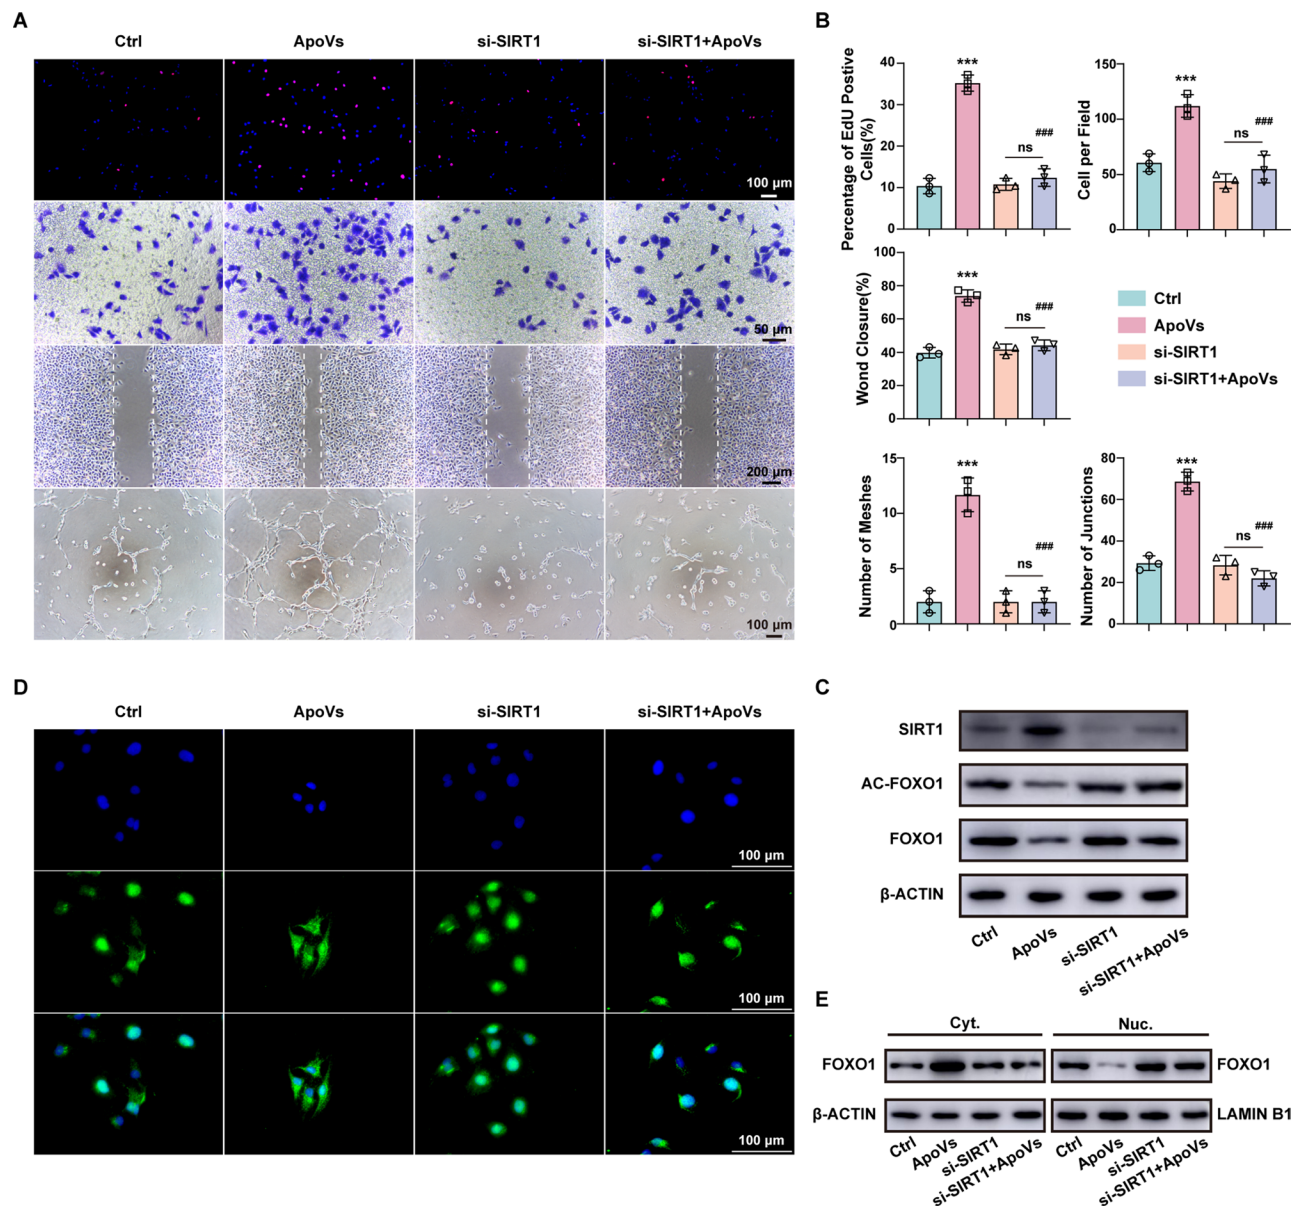 A
Ctrl
ApoVs
si-SIRT1
si-SIRT1+ApoVs
100 μm
50 μm
200 μm
100 μm
B
Percentage of EdU Postive
Cells(%)
40
30
20
10
0
***
ns
###
Cell per Field
150
100
50
0
***
ns
###
Wond Closure(%)
100
80
60
40
20
0
***
ns
###
Ctrl
ApoVs
si-SIRT1
si-SIRT1+ApoVs
Number of Meshes
15
10
5
0
***
ns
###
Number of Junctions
80
60
40
20
0
***
ns
###
D
Ctrl
ApoVs
si-SIRT1
si-SIRT1+ApoVs
100 μm
100 μm
100 μm
C
SIRT1
AC-FOXO1
FOXO1
β-ACTIN
Ctrl
ApoVs
si-SIRT1
si-SIRT1+ApoVs
E
Cyt.
Nuc.
FOXO1
FOXO1
β-ACTIN
LAMIN B1
Ctrl
ApoVs
si-SIRT1
si-SIRT1+ApoVs
Ctrl
ApoVs
si-SIRT1
si-SIRT1+ApoVs